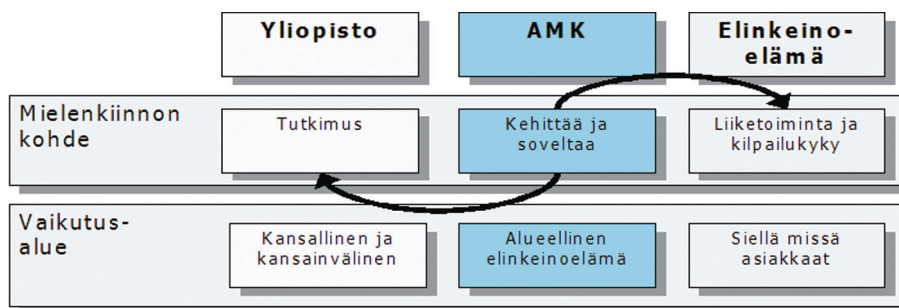 Yliopisto
AMK
Elinkeino-
elämä
Mielenkiinnon
kohde
Tutkimus
Kehittää ja
soveltaa
Liiketoiminta ja
kilpailukyky
Vaikutus-
alue
Kansallinen ja
kansainvälinen
Alueellinen
elinkeinoelämä
Siellä missä
asiakkaat